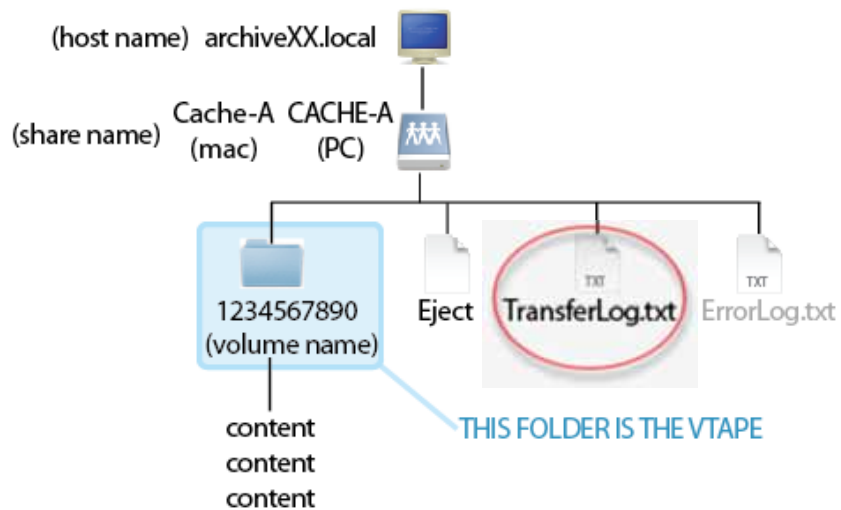 (host name) archiveXX.local
Cache-A CACHE-A
(share name) (mac) (PC)
1234567890
(volume name)
Eject
TXT
TransferLog.txt
TXT
ErrorLog.txt
THIS FOLDER IS THE VTAPE
content
content
content